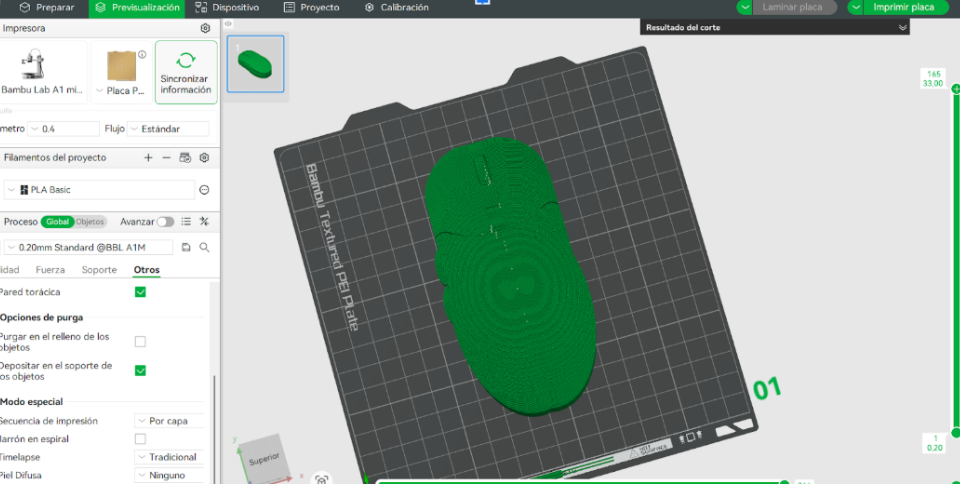 Preparar
Previsualización
Dispositivo
Proyecto
Calibración
Laminar placa
Imprimir placa
Impresora
Resultado del corte
Bambu Lab A1 mi...
Placa P...
Sincronizar
información
metro
0.4
Flujo
Estándar
Filamentos del proyecto
PLA Basic
Proceso
Global
Objetos
Avanzar
0.20mm Standard @BBL A1M
lidad
Fuerza
Soporte
Otros
Pared torácica
Opciones de purga
Purgar en el relleno de los
objetos
Depositar en el soporte de
os objetos
Modo especial
Secuencia de impresión
Por capa
Jarrón en espiral
Timelapse
Tradicional
Piel Difusa
Ninguno
1
Bambu Textured PEI Plate
01
Superior
y
x
165
33,00
1
0,20